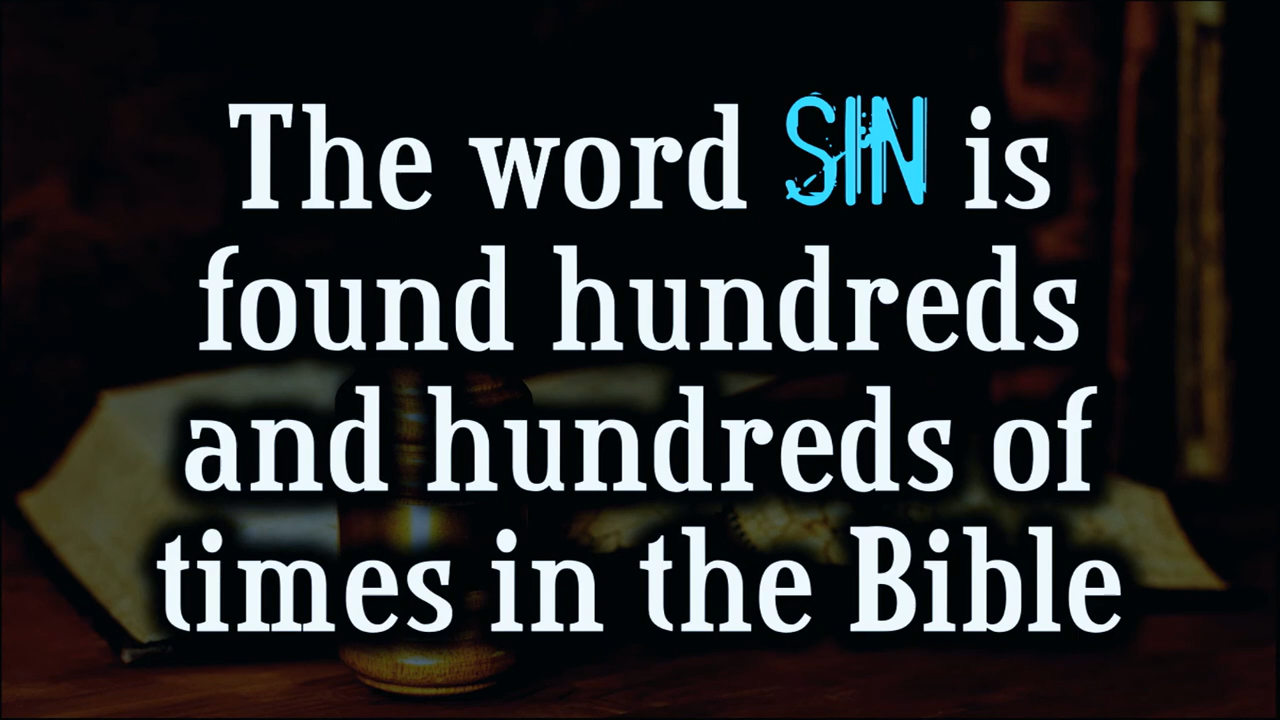 The word SIN is
found hundreds
and hundreds of
times in the Bible